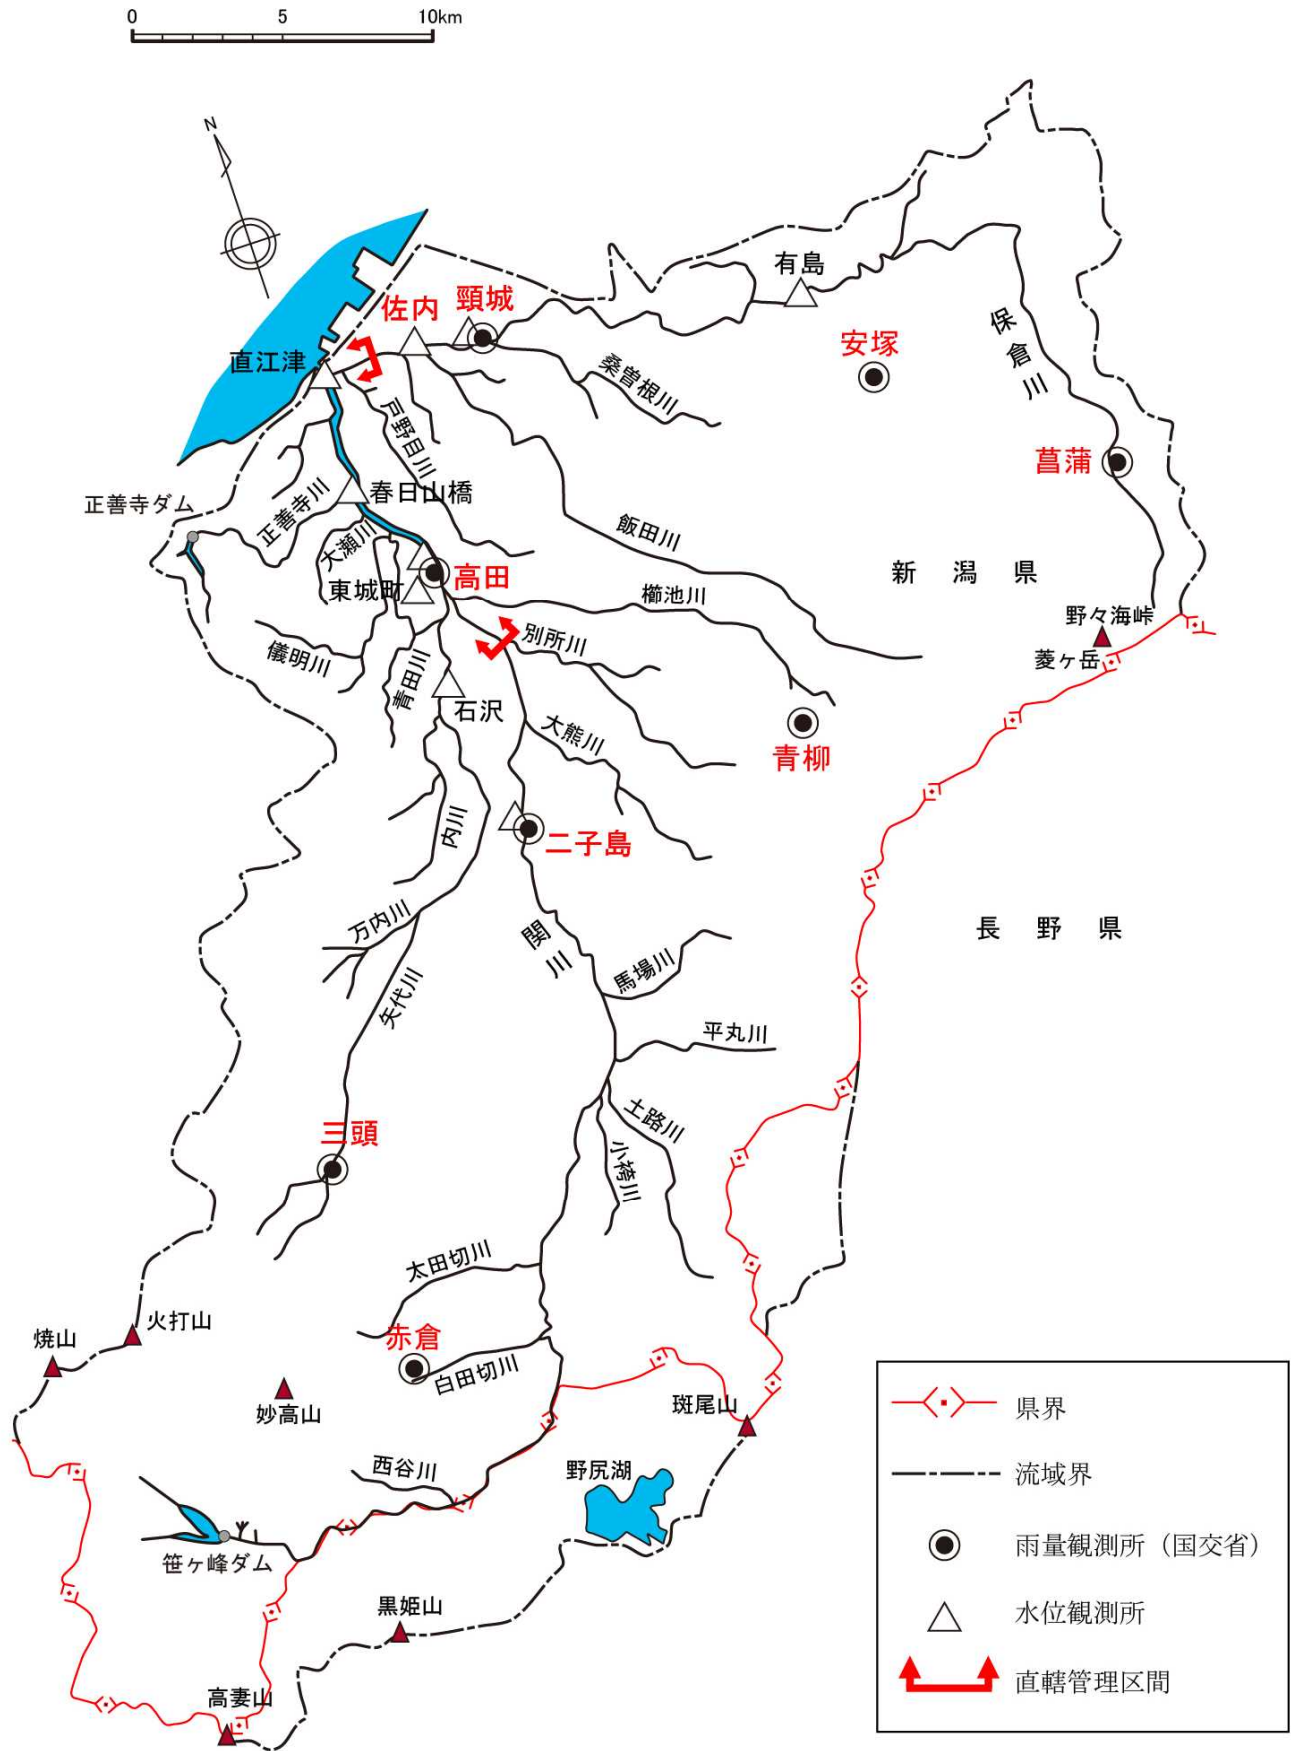 0 5 10km
N
有島
保倉川
佐内
頸城
直江津
安塚
桑曽根川
戸野目川
菖蒲
正善寺ダム
正善寺川
春日山橋
飯田川
大瀬川
新潟県
高田
東城町
櫛池川
野々海峠
別所川
菱ヶ岳
儀明川
青田川
石沢
大熊川
青柳
内川
二子島
万内川
関川
長野県
馬場川
矢代川
平丸川
土路川
三頭
小袴川
太田切川
火打山
焼山
赤倉
白田切川
妙高山
斑尾山
西谷川
野尻湖
笹ヶ峰ダム
黒姫山
高妻山
県界
流域界
雨量観測所（国交省）
水位観測所
直轄管理区間